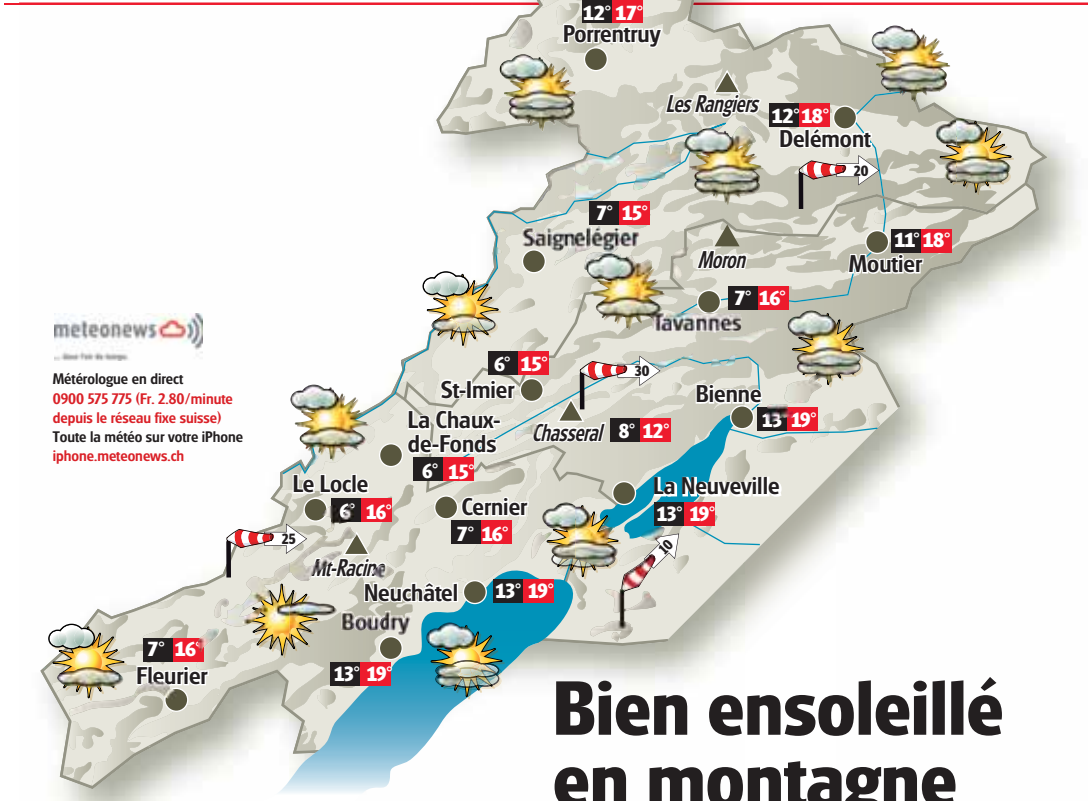 12° 17°
Porrentruy
Les Rangiers
12° 18°
Delémont
20
7° 15°
Saignelégier
Moron
11° 18°
Moutier
7° 16°
Tavannes
meteonews
Métérologue en direct
0900 575 775 (Fr. 2.80/minute
depuis le réseau fixe suisse)
Toute la météo sur votre iPhone
iphone.meteonews.ch
6° 15°
St-Imier
30
Bienne
13° 19°
La Chaux-
de-Fonds
6° 15°
Chasseral 8° 12°
Le Locle
6° 16°
Cernier
7° 16°
La Neuveville
13° 19°
25
Mt-Racine
10
Neuchâtel 13° 19°
Boudry
13° 19°
7° 16°
Fleurier
Bien ensoleillé
en montagne